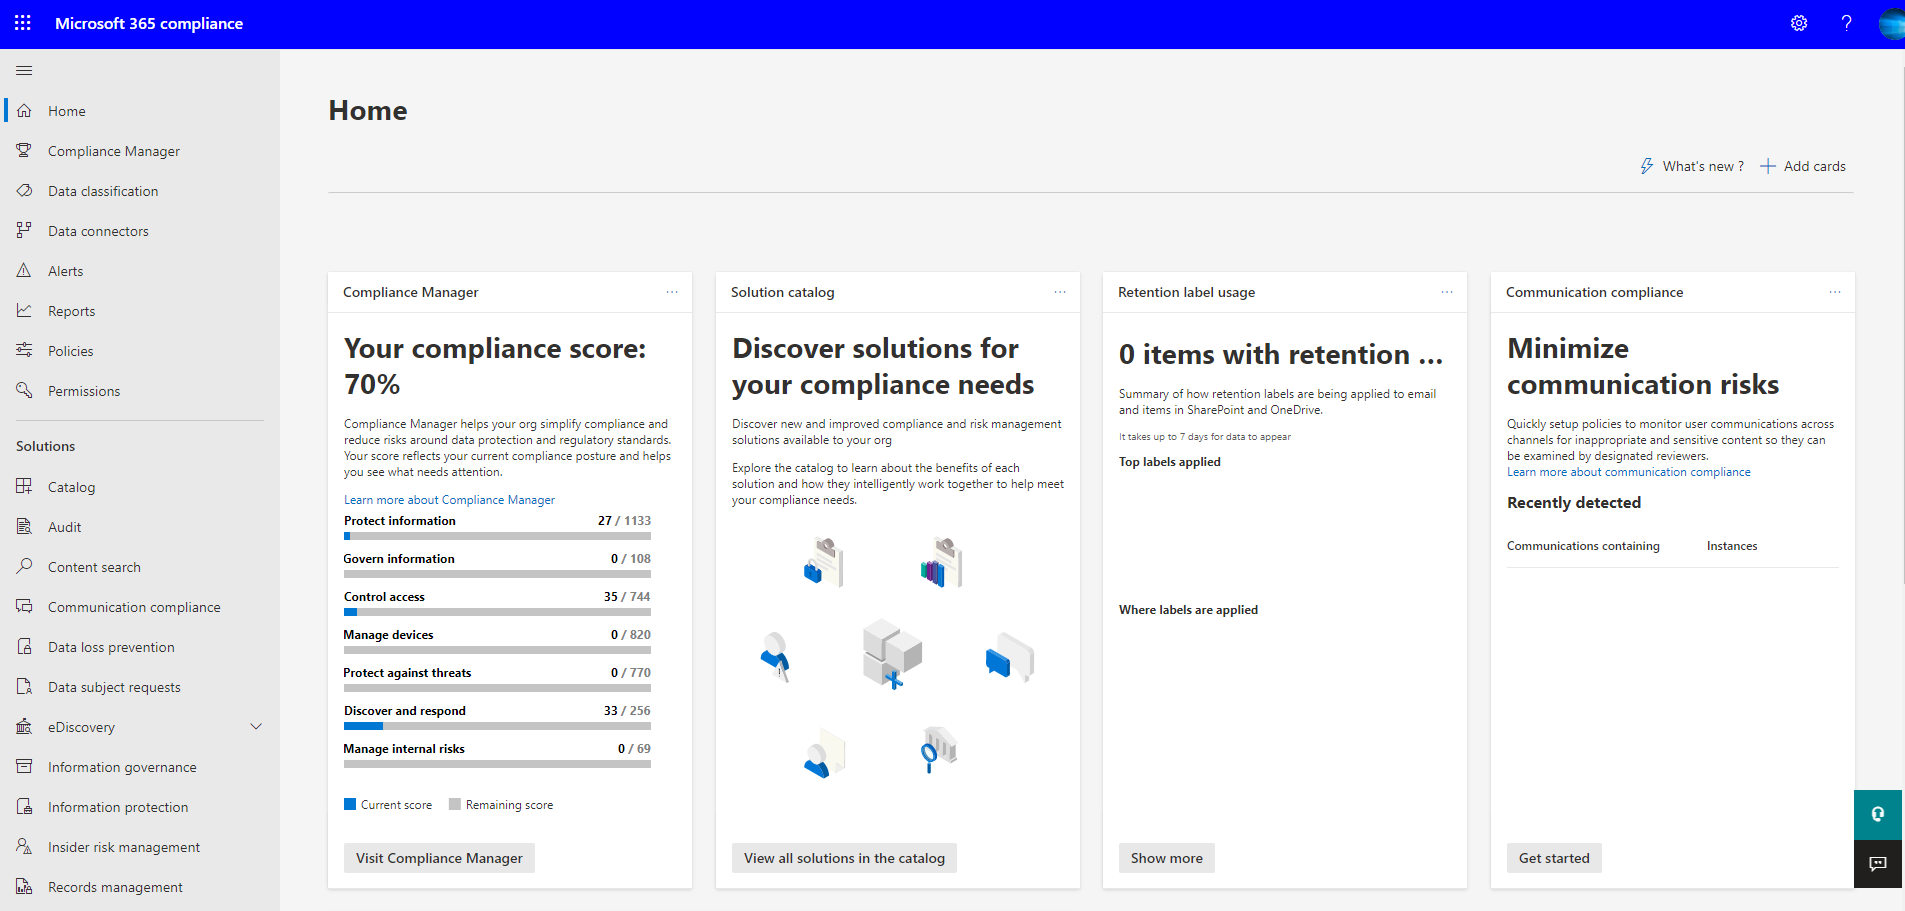 Microsoft 365 compliance
?
Home
Compliance Manager
Data classification
Data connectors
Alerts
Reports
Policies
Permissions
Solutions
Catalog
Audit
Content search
Communication compliance
Data loss prevention
Data subject requests
eDiscovery
Information governance
Information protection
Insider risk management
Records management
Home
What's new ?
Add cards
Compliance Manager
...
Your compliance score:
70%
Compliance Manager helps your org simplify compliance and
reduce risks around data protection and regulatory standards.
Your score reflects your current compliance posture and helps
you see what needs attention.
Learn more about Compliance Manager
Protect information 27 / 1133
Govern information 0 / 108
Control access 35 / 744
Manage devices 0 / 820
Protect against threats 0 / 770
Discover and respond 33 / 256
Manage internal risks 0 / 69
Current score Remaining score
Visit Compliance Manager
Solution catalog
...
Discover solutions for
your compliance needs
Discover new and improved compliance and risk management
solutions available to your org
Explore the catalog to learn about the benefits of each
solution and how they intelligently work together to help meet
your compliance needs.
View all solutions in the catalog
Retention label usage
...
0 items with retention ...
Summary of how retention labels are being applied to email
and items in SharePoint and OneDrive.
It takes up to 7 days for data to appear
Top labels applied
Where labels are applied
Show more
Communication compliance
...
Minimize
communication risks
Quickly setup policies to monitor user communications across
channels for inappropriate and sensitive content so they can
be examined by designated reviewers.
Learn more about communication compliance
Recently detected
Communications containing Instances
Get started